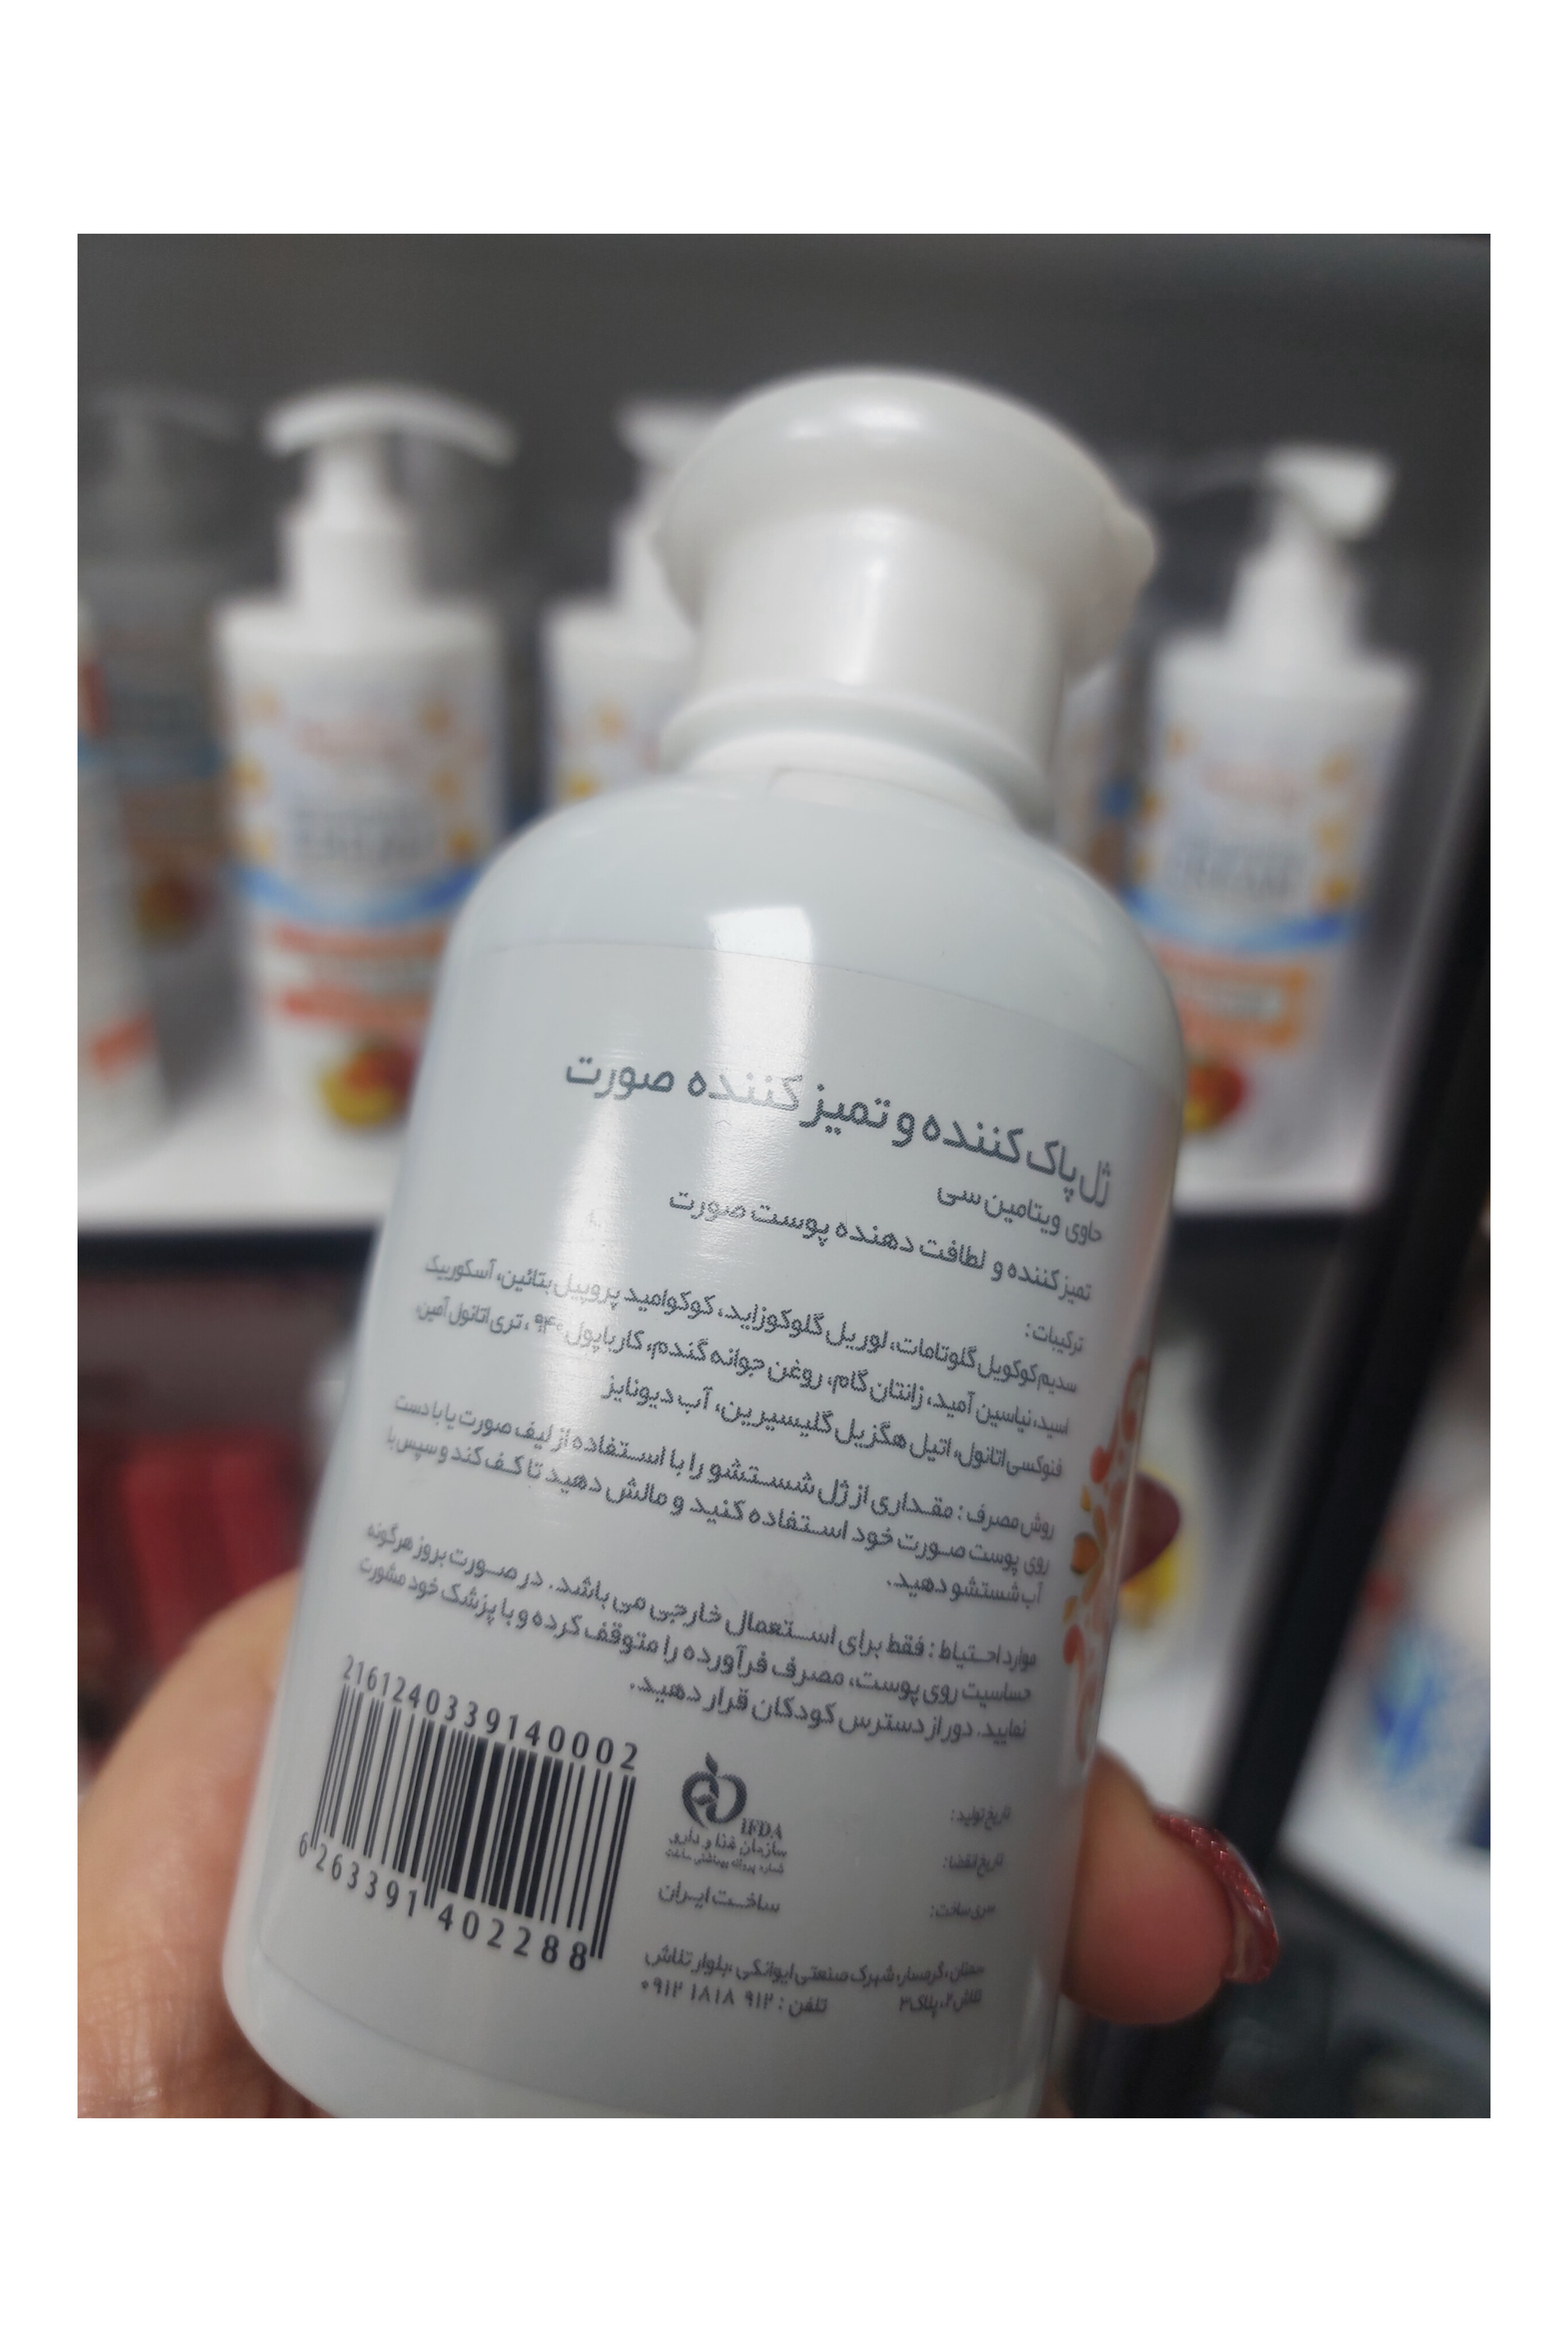 ژل پاک کننده و تمیز کننده صورت
حاوی ویتامین سی
تمیز کننده و لطافت دهنده پوست صورت
ترکیبات:
سدیم کوکویل گلوتامات، لوریل گلوکوزاید، کوکوامید پروپیل بتائین، آسکوربیک
اسید، نیاسین آمید، زانتان گام، روغن جوانه گندم، کارباپول ۹۴۰، تری اتانول آمین،
فنوکسی اتانول، اتیل هگزیل گلیسیرین، آب دیونایز
روش مصرف: مقداری از ژل شستشو را با استفاده از لیف صورت یا با دست
روی پوست صورت خود استفاده کنید و مالش دهید تا کف کند و سپس با
آب شستشو دهید.
موارد احتیاط: فقط برای استعمال خارجی می باشد. در صورت بروز هرگونه
حساسیت روی پوست، مصرف فرآورده را متوقف کرده و با پزشک خود مشورت
نمایید. دور از دسترس کودکان قرار دهید.
2161240339140002
6263391402288
IFDA
سازمان غذا و دارو
شماره پروانه بهداشتی ساخت
ساخت ایران
تاریخ تولید:
تاریخ انقضا:
سری ساخت:
سمنان، گرمسار، شهرک صنعتی ایوانکی، بلوار تلاش
تلاش ۲، پلاک ۳ تلفن: ۹۱۲ ۱۸۱۸ ۰۹۱۲